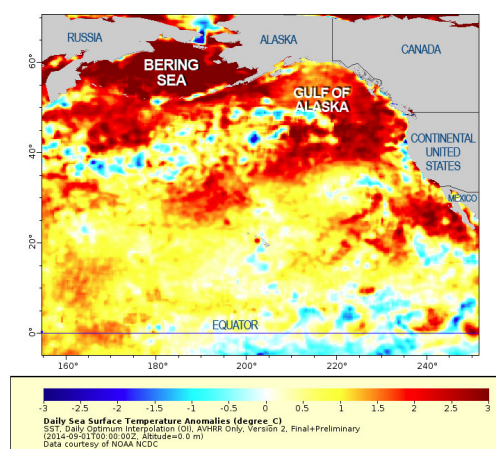 RUSSIA
ALASKA
CANADA
BERING
SEA
GULF OF
ALASKA
CONTINENTAL
UNITED
STATES
MEXICO
EQUATOR
60°
40°
20°
0°
160°
180°
200°
220°
240°
-3 -2.5 -2 -1.5 -1 -0.5 0 0.5 1 1.5 2 2.5 3
Daily Sea Surface Temperature Anomalies (degree_C)
SST, Daily Optimum Interpolation (OI), AVHRR Only, Version 2, Final+Preliminary
(2014-09-01T00:00:00Z, Altitude=0.0 m)
Data courtesy of NOAA NCDC